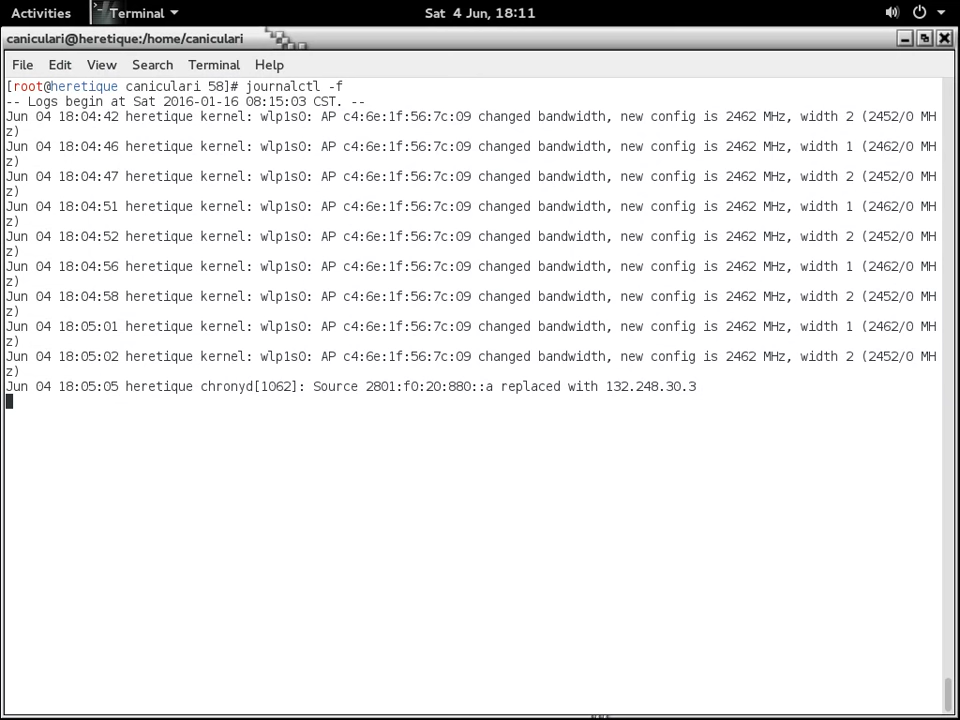 Activities Terminal Sat 4 Jun, 18:11
caniculari@heretique:/home/caniculari
File Edit View Search Terminal Help
[root@heretique caniculari 58]# journalctl -f
-- Logs begin at Sat 2016-01-16 08:15:03 CST. --
Jun 04 18:04:42 heretique kernel: wlp1s0: AP c4:6e:1f:56:7c:09 changed bandwidth, new config is 2462 MHz, width 2 (2452/0 MH
z)
Jun 04 18:04:46 heretique kernel: wlp1s0: AP c4:6e:1f:56:7c:09 changed bandwidth, new config is 2462 MHz, width 1 (2462/0 MH
z)
Jun 04 18:04:47 heretique kernel: wlp1s0: AP c4:6e:1f:56:7c:09 changed bandwidth, new config is 2462 MHz, width 2 (2452/0 MH
z)
Jun 04 18:04:51 heretique kernel: wlp1s0: AP c4:6e:1f:56:7c:09 changed bandwidth, new config is 2462 MHz, width 1 (2462/0 MH
z)
Jun 04 18:04:52 heretique kernel: wlp1s0: AP c4:6e:1f:56:7c:09 changed bandwidth, new config is 2462 MHz, width 2 (2452/0 MH
z)
Jun 04 18:04:56 heretique kernel: wlp1s0: AP c4:6e:1f:56:7c:09 changed bandwidth, new config is 2462 MHz, width 1 (2462/0 MH
z)
Jun 04 18:04:58 heretique kernel: wlp1s0: AP c4:6e:1f:56:7c:09 changed bandwidth, new config is 2462 MHz, width 2 (2452/0 MH
z)
Jun 04 18:05:01 heretique kernel: wlp1s0: AP c4:6e:1f:56:7c:09 changed bandwidth, new config is 2462 MHz, width 1 (2462/0 MH
z)
Jun 04 18:05:02 heretique kernel: wlp1s0: AP c4:6e:1f:56:7c:09 changed bandwidth, new config is 2462 MHz, width 2 (2452/0 MH
z)
Jun 04 18:05:05 heretique chronyd[1062]: Source 2801:f0:20:880::a replaced with 132.248.30.3